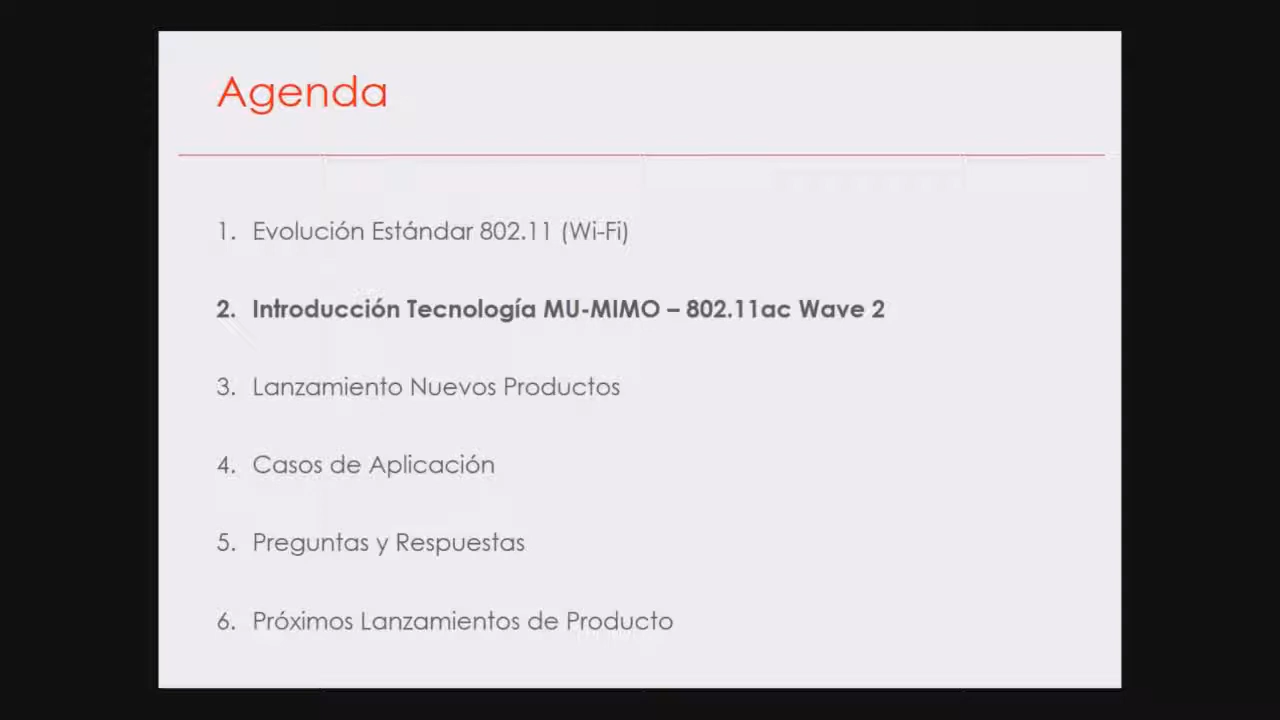 Agenda
1. Evolución Estándar 802.11 (Wi-Fi)
2. Introducción Tecnología MU-MIMO – 802.11ac Wave 2
3. Lanzamiento Nuevos Productos
4. Casos de Aplicación
5. Preguntas y Respuestas
6. Próximos Lanzamientos de Producto